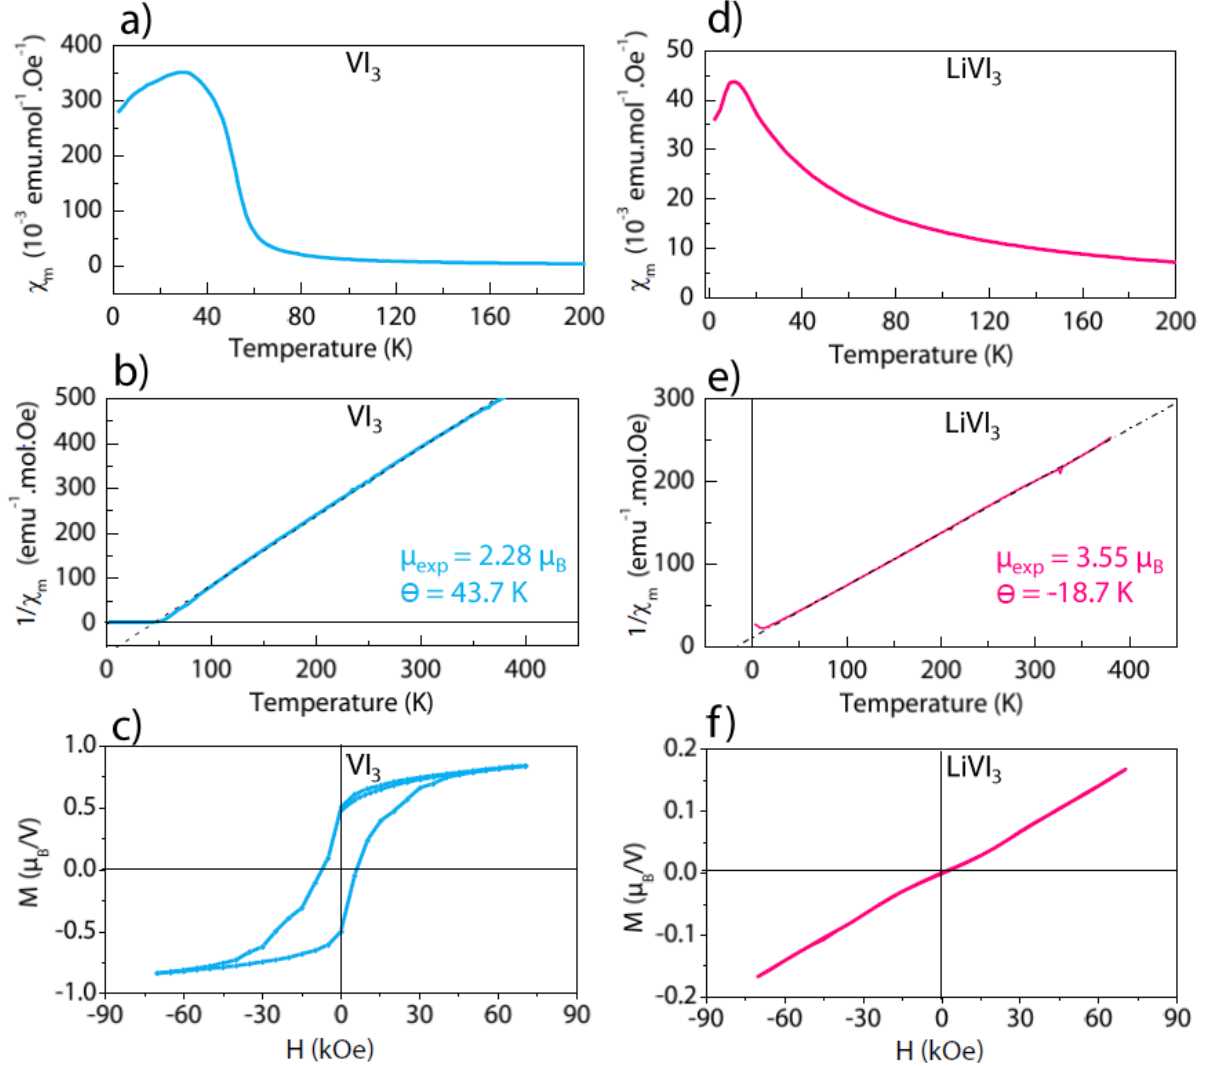 a)
VI₃
400
300
200
100
0
χₘ (10⁻³ emu.mol⁻¹.Oe⁻¹)
0 40 80 120 160 200
Temperature (K)
d)
LiVI₃
50
40
30
20
10
0
χₘ (10⁻³ emu.mol⁻¹.Oe⁻¹)
0 40 80 120 160 200
Temperature (K)
b)
VI₃
500
400
300
200
100
0
1/χₘ (emu⁻¹.mol.Oe)
μexp = 2.28 μB
Ɵ = 43.7 K
0 100 200 300 400
Temperature (K)
e)
LiVI₃
300
200
100
0
1/χₘ (emu⁻¹.mol.Oe)
μexp = 3.55 μB
Ɵ = -18.7 K
0 100 200 300 400
Temperature (K)
c)
VI₃
1.0
0.5
0.0
-0.5
-1.0
M (μB/V)
-90 -60 -30 0 30 60 90
H (kOe)
f)
LiVI₃
0.2
0.1
0.0
-0.1
-0.2
M (μB/V)
-90 -60 -30 0 30 60 90
H (kOe)